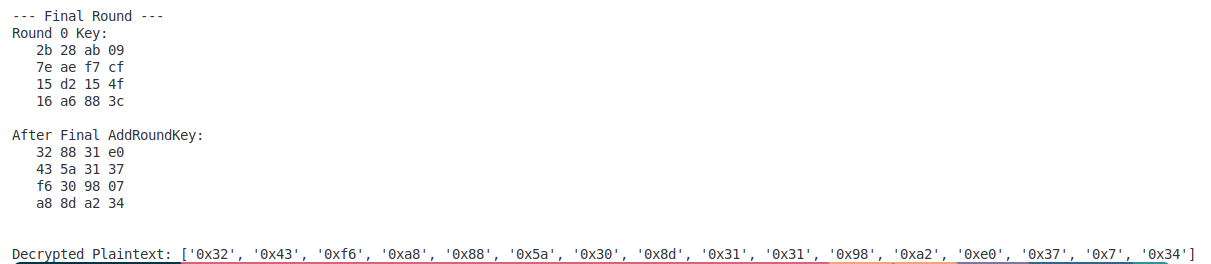 --- Final Round ---
Round 0 Key:
2b 28 ab 09
7e ae f7 cf
15 d2 15 4f
16 a6 88 3c
After Final AddRoundKey:
32 88 31 e0
43 5a 31 37
f6 30 98 07
a8 8d a2 34
Decrypted Plaintext: ['0x32', '0x43', '0xf6', '0xa8', '0x88', '0x5a', '0x30', '0x8d', '0x31', '0x31', '0x98', '0xa2', '0xe0', '0x37', '0x7', '0x34']